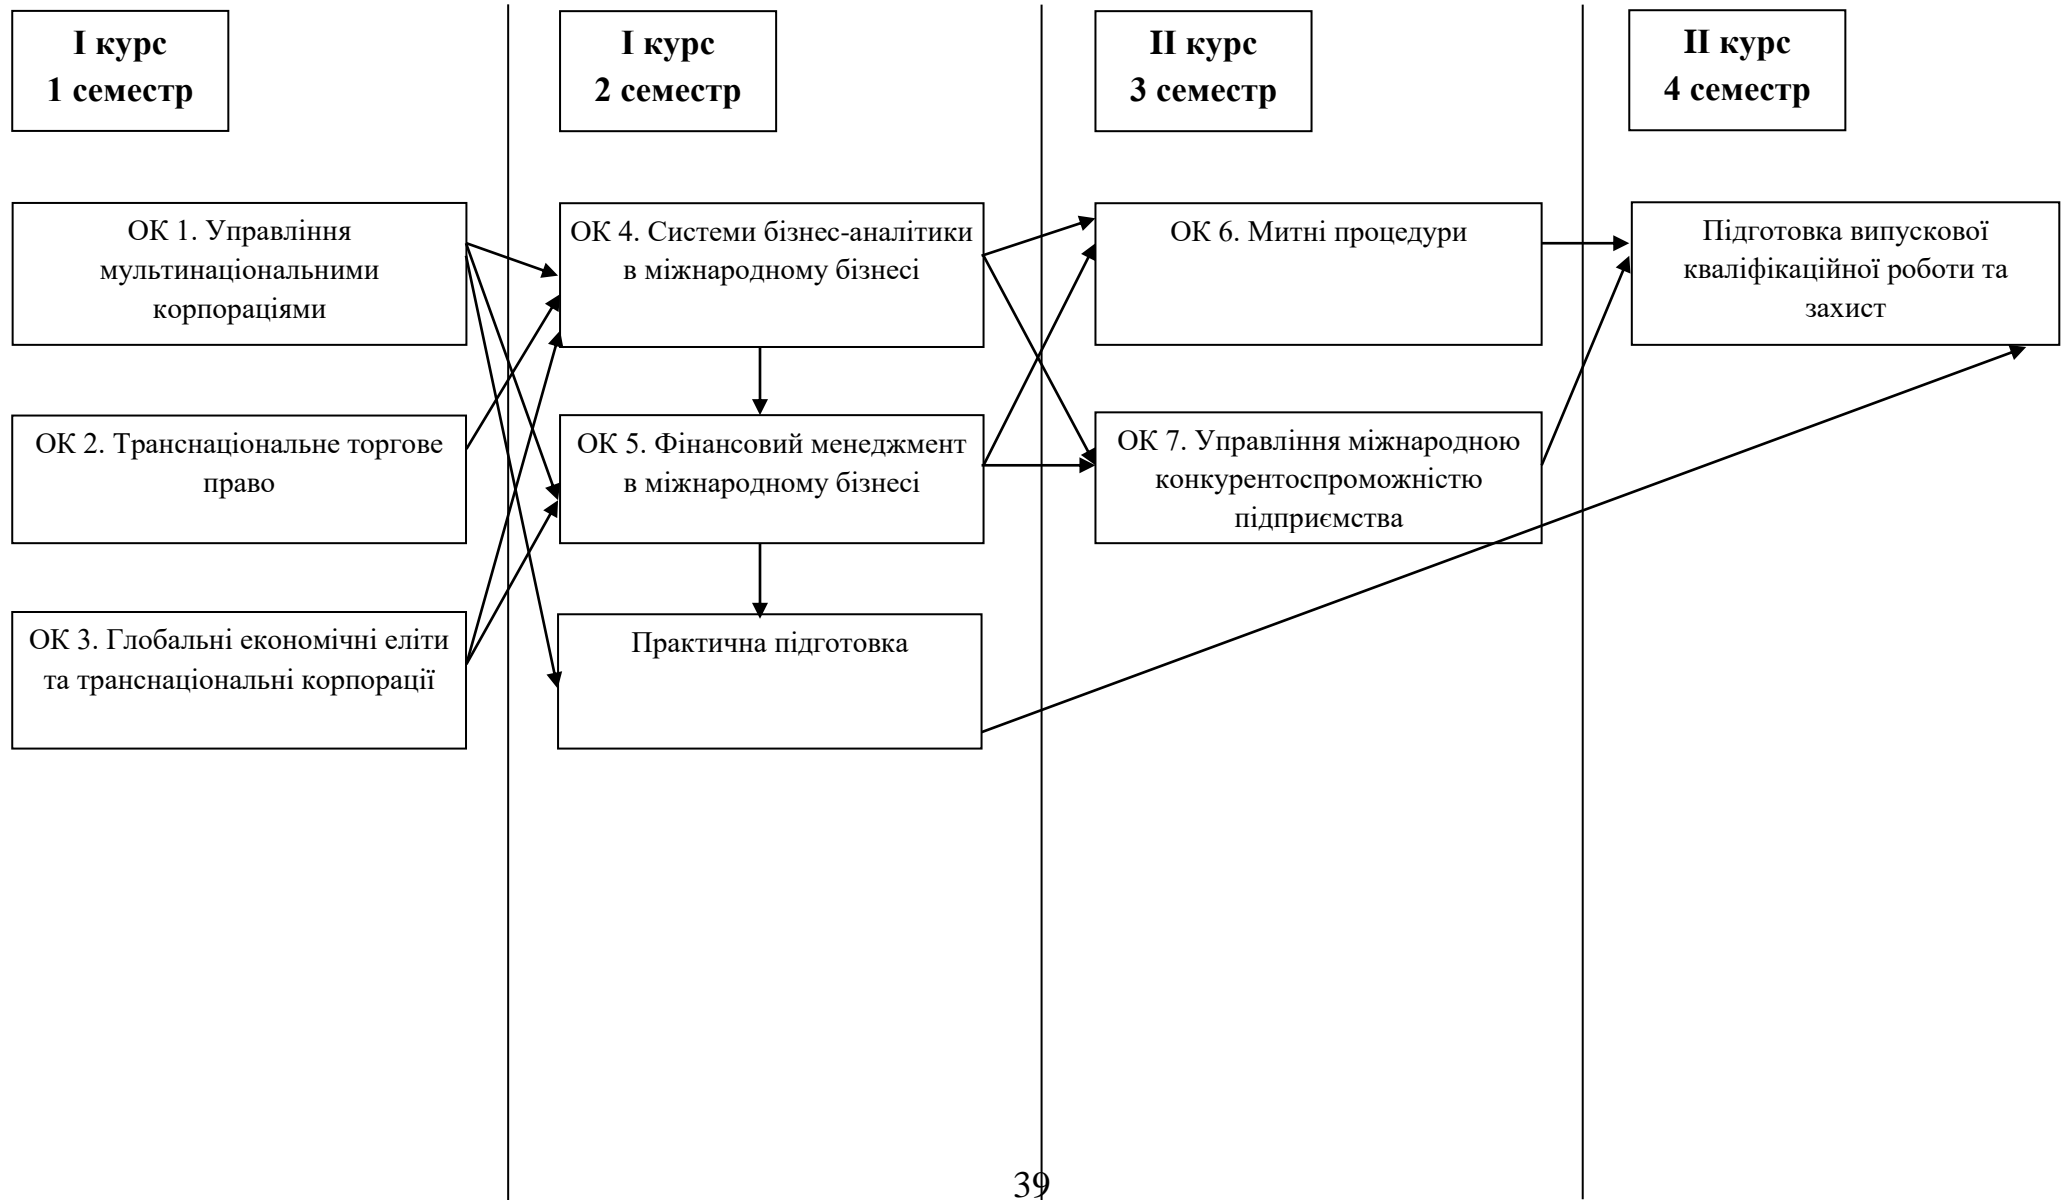 І курс
1 семестр
І курс
2 семестр
ІІ курс
3 семестр
ІІ курс
4 семестр
ОК 1. Управління
мультинаціональними
корпораціями
ОК 2. Транснаціональне торгове
право
ОК 3. Глобальні економічні еліти
та транснаціональні корпорації
ОК 4. Системи бізнес-аналітики
в міжнародному бізнесі
ОК 5. Фінансовий менеджмент
в міжнародному бізнесі
Практична підготовка
ОК 6. Митні процедури
ОК 7. Управління міжнародною
конкурентоспроможністю
підприємства
Підготовка випускової
кваліфікаційної роботи та
захист
39